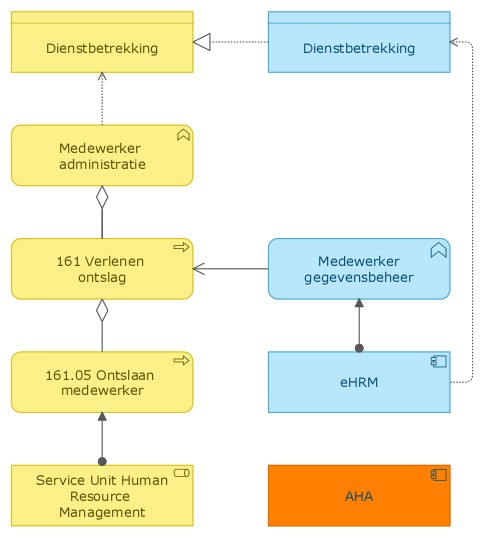 Dienstbetrekking
Dienstbetrekking
Medewerker
administratie
161 Verlenen
ontslag
Medewerker
gegevensbeheer
161.05 Ontslaan
medewerker
eHRM
Service Unit Human
Resource
Management
AHA